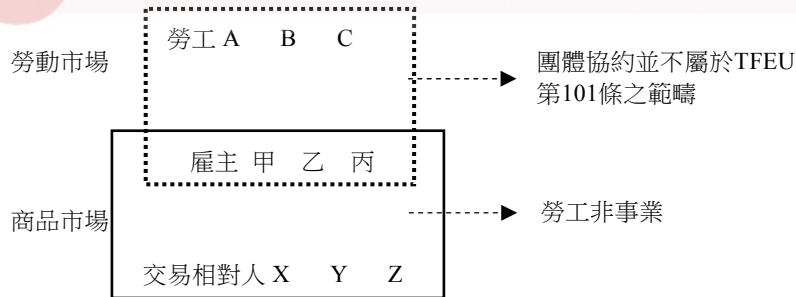 勞動市場
勞工 A B C
團體協約並不屬於TFEU
第101條之範疇
雇主 甲 乙 丙
商品市場
勞工非事業
交易相對人 X Y Z